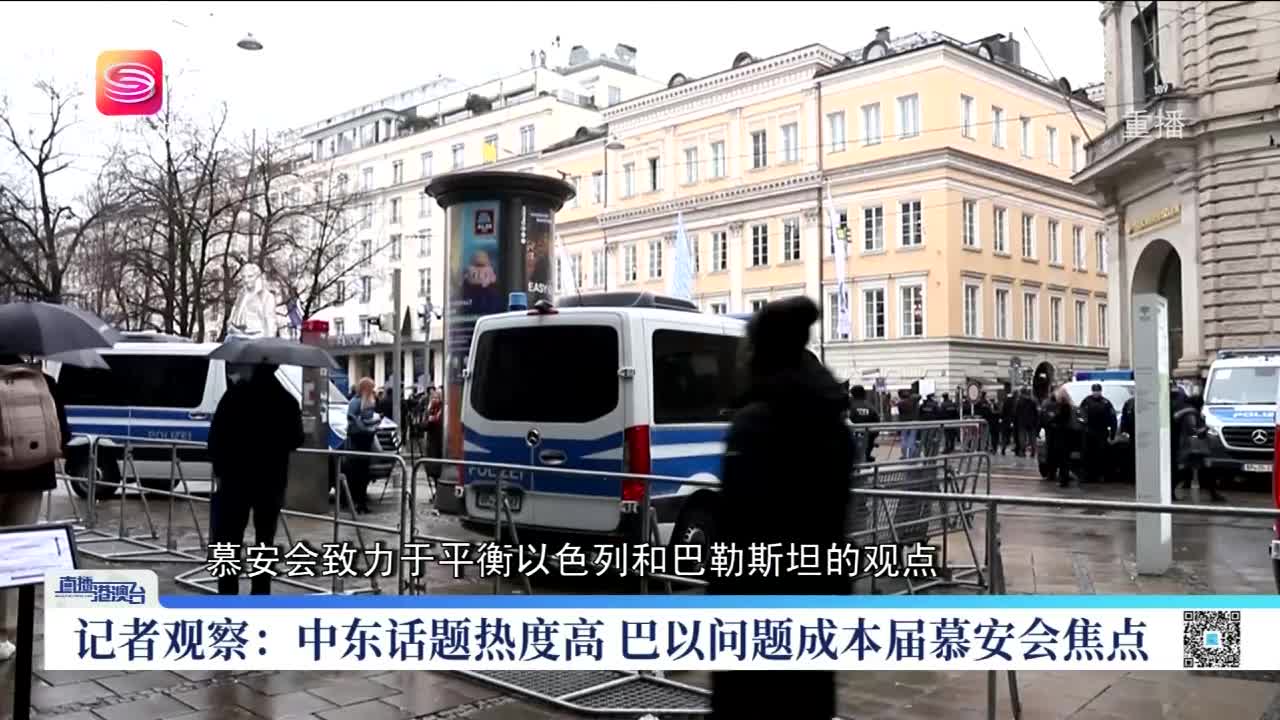 重播
ALDI
EASY
POLIZEI
POLIZEI
POLIZEI
慕安会致力于平衡以色列和巴勒斯坦的观点
直播港澳台
记者观察：中东话题热度高 巴以问题成本届慕安会焦点